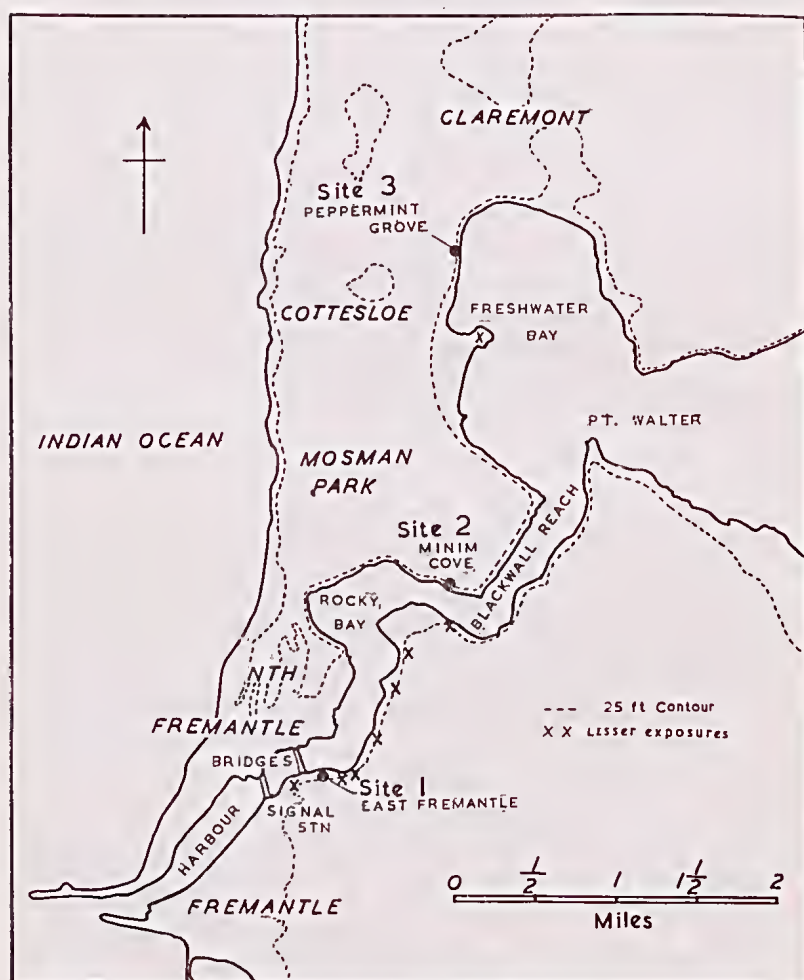 CLAREMONT
Site 3
PEPPERMINT
GROVE
FRESHWATER
BAY
COTTESLOE
PT. WALTER
INDIAN OCEAN
MOSMAN
PARK
Site 2
MINIM
COVE
BLACKWALL REACH
ROCKY
BAY
NTH
FREMANTLE
--- 25 ft Contour
X X Lisser exposures
BRIDGES
Site 1
EAST FREMANTLE
SIGNAL
STN
HARBOUR
FREMANTLE
0 1/2 1 1 1/2 2
Miles